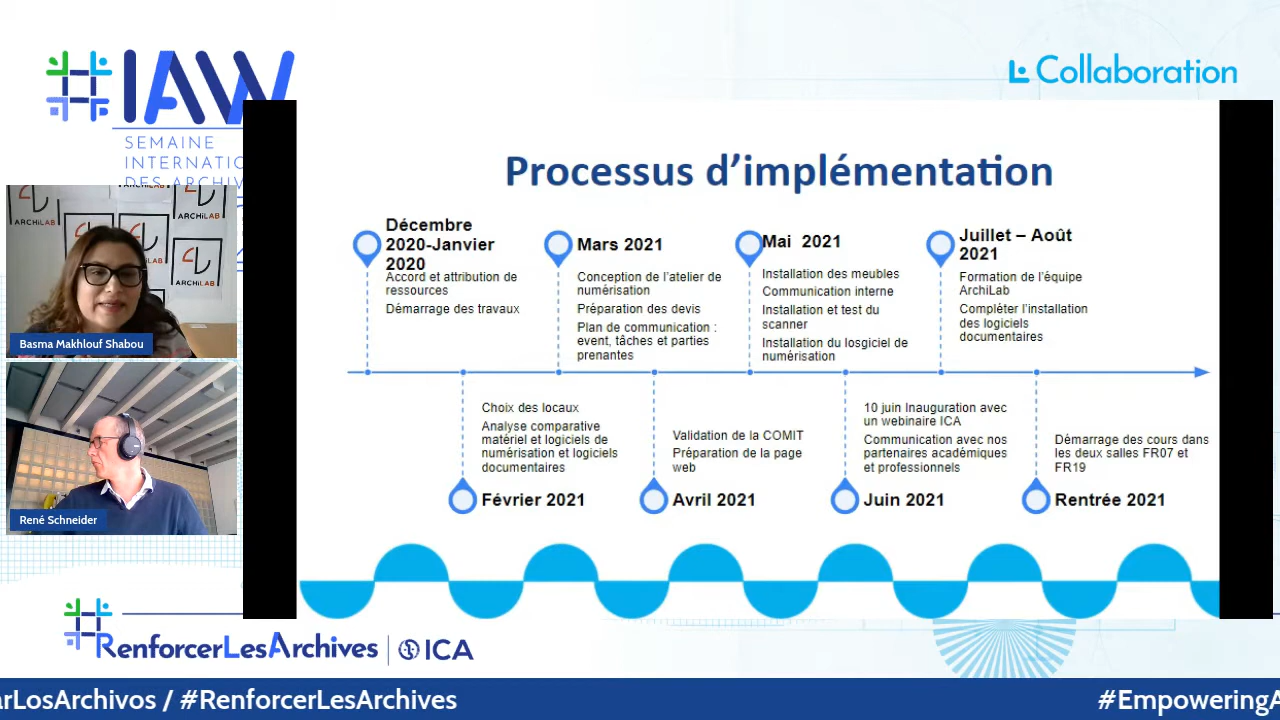 #IAW
SEMAINE
INTERNATIO
DES ARCHIV
Collaboration
ARCHiLAB
ARCHiLAB
ARCHiLAB
Basma Makhlouf Shabou
René Schneider
Processus d’implémentation
Décembre
2020-Janvier
2020
Accord et attribution de
ressources
Démarrage des travaux
Mars 2021
Conception de l’atelier de
numérisation
Préparation des devis
Plan de communication :
event, tâches et parties
prenantes
Mai 2021
Installation des meubles
Communication interne
Installation et test du
scanner
Installation du losgiciel de
numérisation
Juillet – Août
2021
Formation de l’équipe
ArchiLab
Compléter l’installation
des logiciels
documentaires
Choix des locaux
Analyse comparative
matériel et logiciels de
numérisation et logiciels
documentaires
Février 2021
Validation de la COMIT
Préparation de la page
web
Avril 2021
10 juin Inauguration avec
un webinaire ICA
Communication avec nos
partenaires académiques
et professionnels
Juin 2021
Démarrage des cours dans
les deux salles FR07 et
FR19
Rentrée 2021
#RenforcerLesArchives
ICA
arLosArchivos / #RenforcerLesArchives
#EmpoweringA